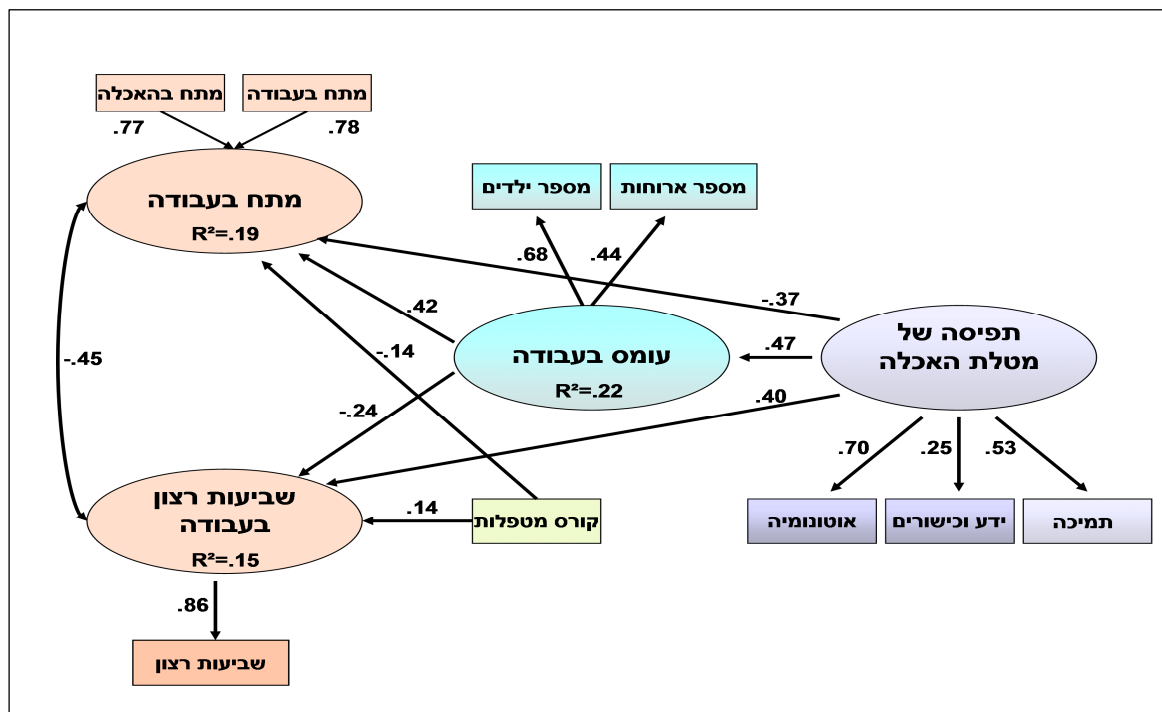 מתח בעבודה
מתח בהאכלה
.78
.77
מתח בעבודה
R²=.19
מספר ארוחות
מספר ילדים
.44
.68
-.37
.42
תפיסה של
מטלת האכלה
.47
עומס בעבודה
R²=.22
-.14
-.45
.40
-.24
.53
.25
.70
תמיכה
ידע וכישורים
אוטונומיה
קורס מטפלות
.14
שביעות רצון
בעבודה
R²=.15
.86
שביעות רצון